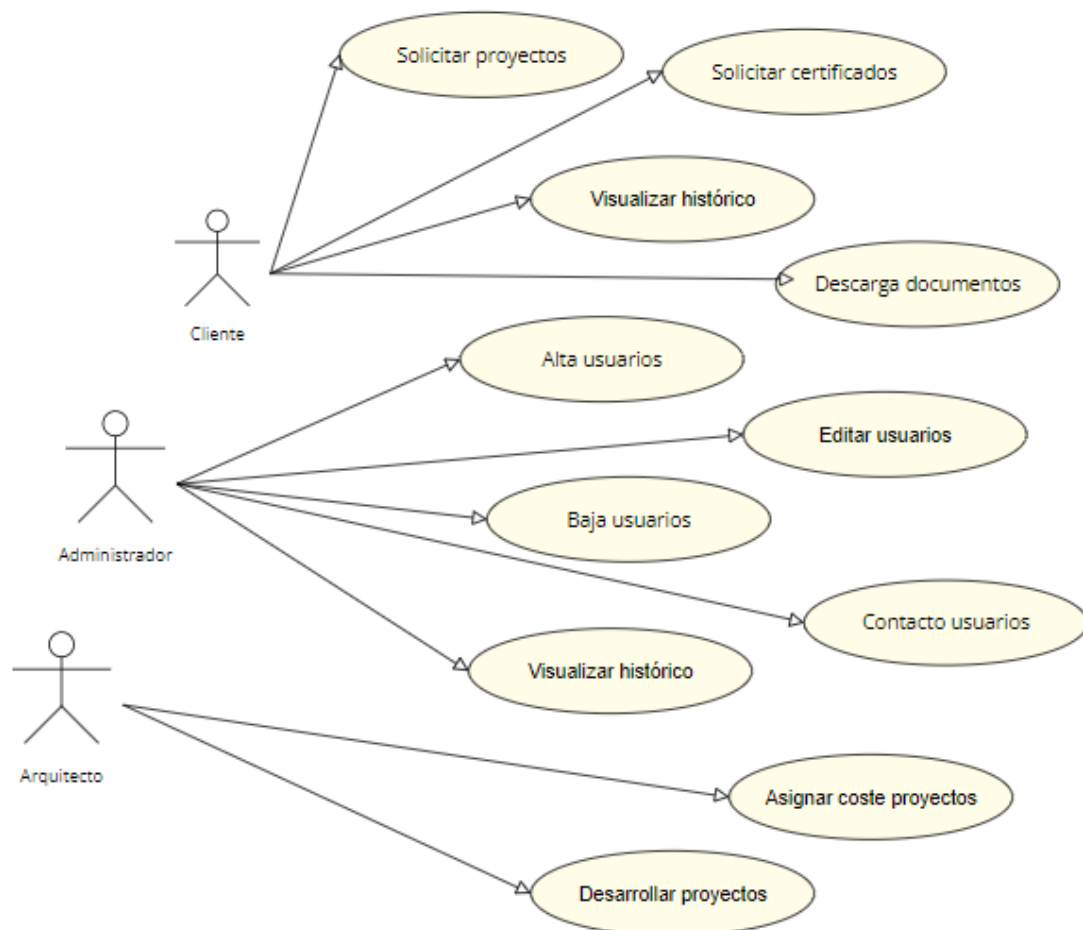 Solicitar proyectos
Solicitar certificados
Visualizar histórico
Descarga documentos
Cliente
Alta usuarios
Editar usuarios
Baja usuarios
Administrador
Contacto usuarios
Visualizar histórico
Arquitecto
Asignar coste proyectos
Desarrollar proyectos